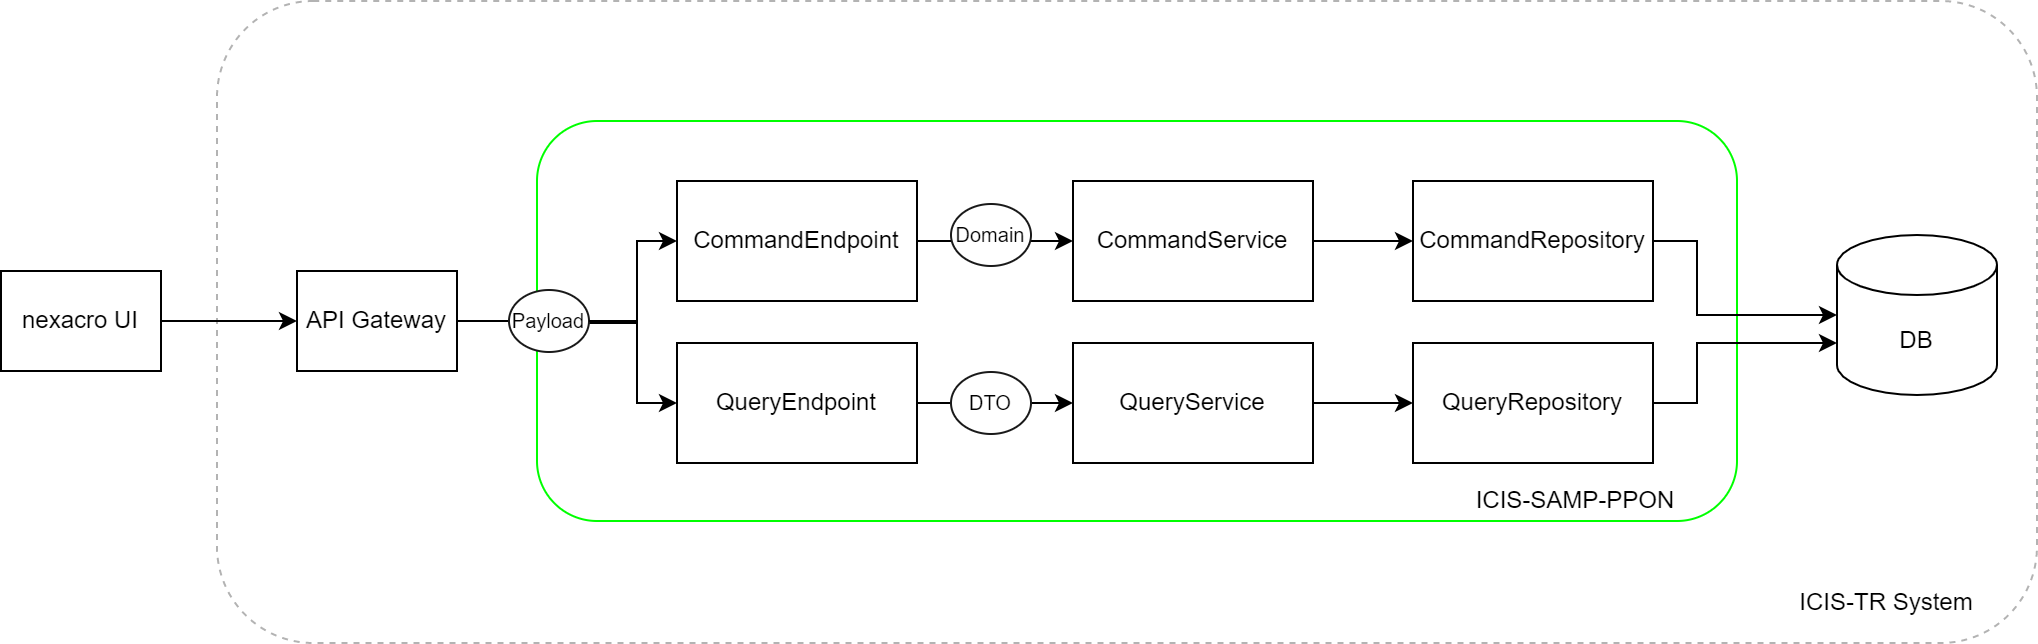 nexacro UI
API Gateway
Payload
CommandEndpoint
Domain
CommandService
CommandRepository
QueryEndpoint
DTO
QueryService
QueryRepository
DB
ICIS-SAMP-PPON
ICIS-TR System